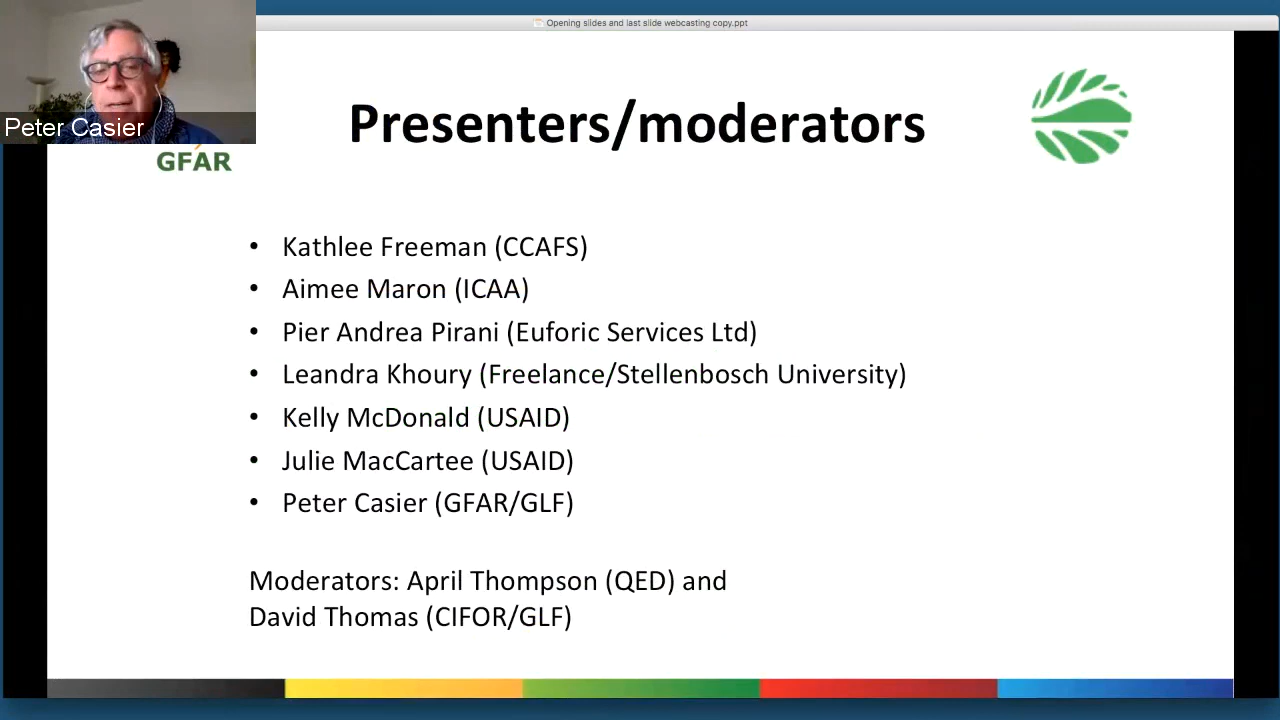 Opening slides and last slide webcasting copy.ppt
Peter Casier
GFAR
Presenters/moderators
• Kathlee Freeman (CCAFS)
• Aimee Maron (ICAA)
• Pier Andrea Pirani (Euforic Services Ltd)
• Leandra Khoury (Freelance/Stellenbosch University)
• Kelly McDonald (USAID)
• Julie MacCartee (USAID)
• Peter Casier (GFAR/GLF)
Moderators: April Thompson (QED) and
David Thomas (CIFOR/GLF)